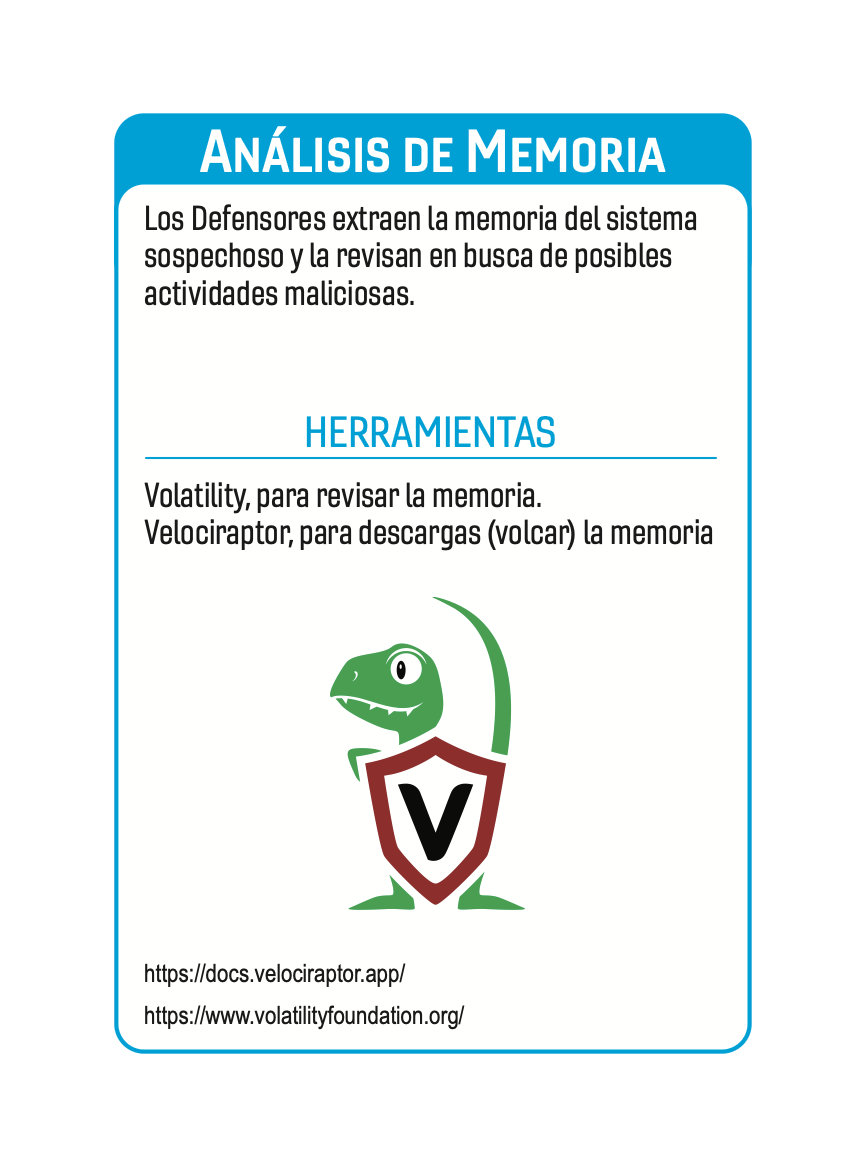 ANÁLISIS DE MEMORIA
Los Defensores extraen la memoria del sistema
sospechoso y la revisan en busca de posibles
actividades maliciosas.
HERRAMIENTAS
Volatility, para revisar la memoria.
Velociraptor, para descargas (volcar) la memoria
V
https://docs.velociraptor.app/
https://www.volatilityfoundation.org/